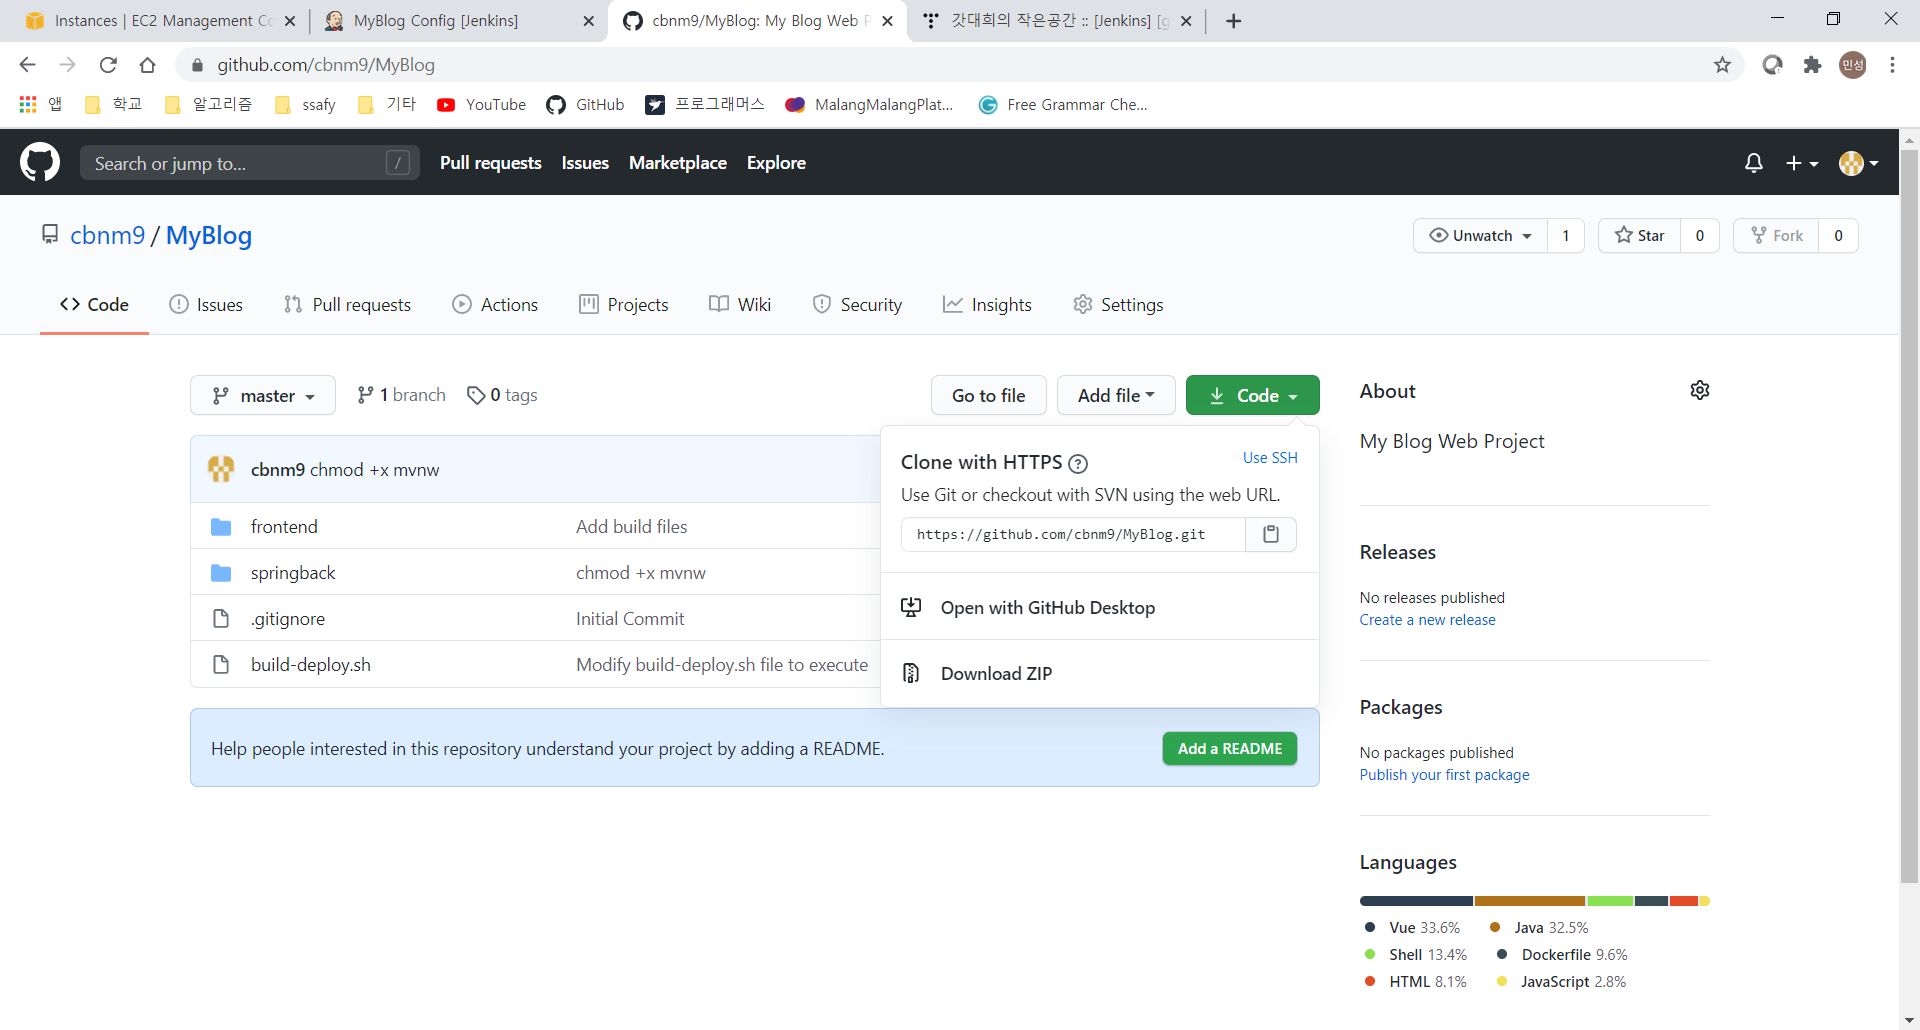 Instances | EC2 Management Co
MyBlog Config [Jenkins]
cbnm9/MyBlog: My Blog Web P
갓대희의 작은공간 :: [Jenkins] [g
github.com/cbnm9/MyBlog
민성
앱
학교
알고리즘
ssafy
기타
YouTube
GitHub
프로그래머스
MalangMalangPlat...
Free Grammar Che...
Search or jump to...
/
Pull requests
Issues
Marketplace
Explore
cbnm9 / MyBlog
Unwatch
1
Star
0
Fork
0
Code
Issues
Pull requests
Actions
Projects
Wiki
Security
Insights
Settings
master
1 branch
0 tags
Go to file
Add file
Code
About
My Blog Web Project
cbnm9 chmod +x mvnw
frontend
Add build files
springback
chmod +x mvnw
.gitignore
Initial Commit
build-deploy.sh
Modify build-deploy.sh file to execute
Clone with HTTPS
Use SSH
Use Git or checkout with SVN using the web URL.
https://github.com/cbnm9/MyBlog.git
Open with GitHub Desktop
Download ZIP
Help people interested in this repository understand your project by adding a README.
Add a README
Releases
No releases published
Create a new release
Packages
No packages published
Publish your first package
Languages
Vue 33.6%
Java 32.5%
Shell 13.4%
Dockerfile 9.6%
HTML 8.1%
JavaScript 2.8%